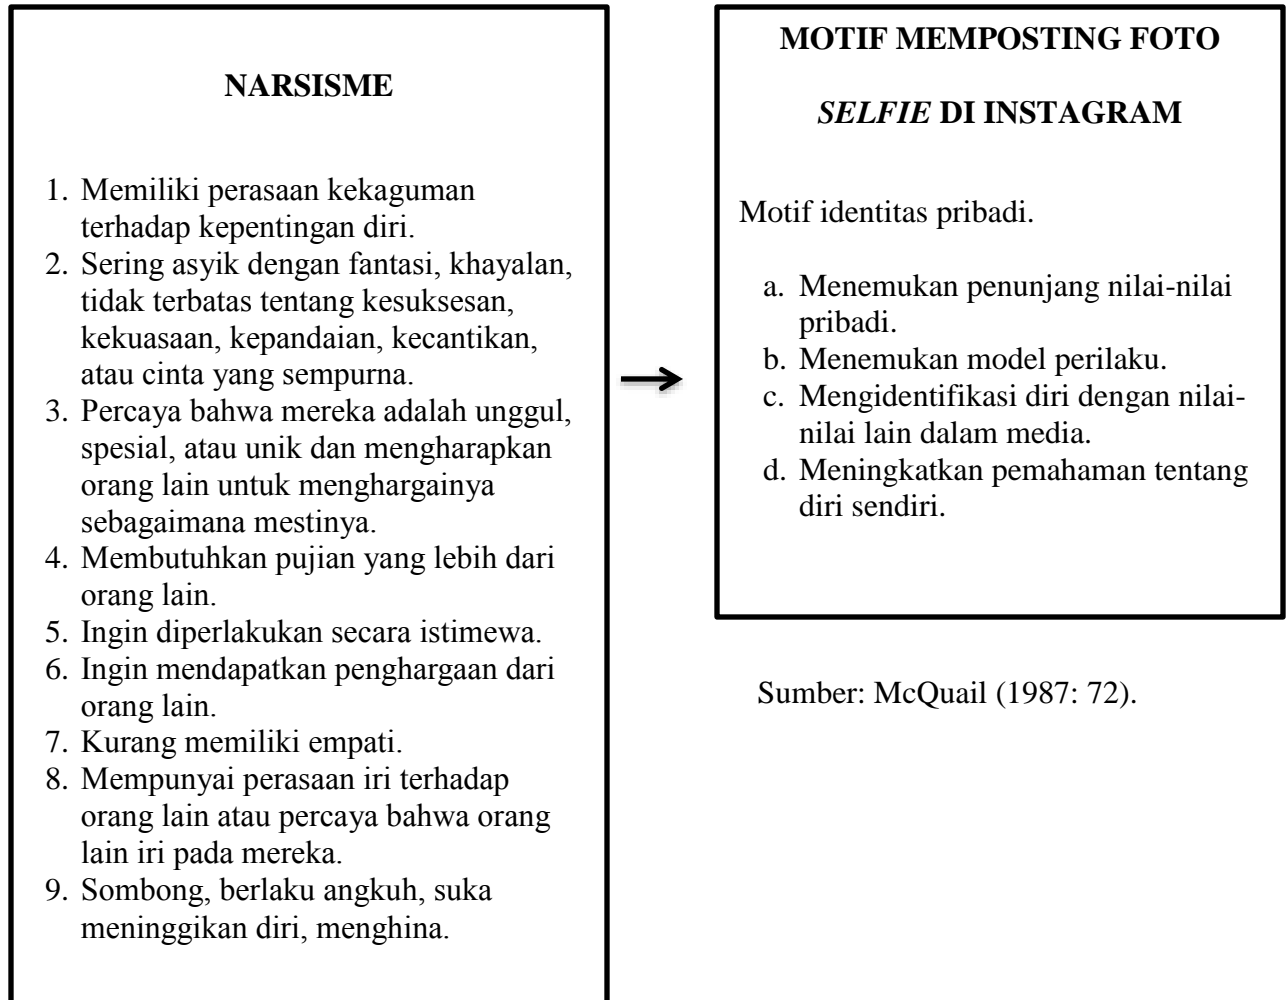 NARSISME
1. Memiliki perasaan kekaguman
terhadap kepentingan diri.
2. Sering asyik dengan fantasi, khayalan,
tidak terbatas tentang kesuksesan,
kekuasaan, kepandaian, kecantikan,
atau cinta yang sempurna.
3. Percaya bahwa mereka adalah unggul,
spesial, atau unik dan mengharapkan
orang lain untuk menghargainya
sebagaimana mestinya.
4. Membutuhkan pujian yang lebih dari
orang lain.
5. Ingin diperlakukan secara istimewa.
6. Ingin mendapatkan penghargaan dari
orang lain.
7. Kurang memiliki empati.
8. Mempunyai perasaan iri terhadap
orang lain atau percaya bahwa orang
lain iri pada mereka.
9. Sombong, berlaku angkuh, suka
meninggikan diri, menghina.
MOTIF MEMPOSTING FOTO
SELFIE DI INSTAGRAM
Motif identitas pribadi.
a. Menemukan penunjang nilai-nilai
pribadi.
b. Menemukan model perilaku.
c. Mengidentifikasi diri dengan nilai-
nilai lain dalam media.
d. Meningkatkan pemahaman tentang
diri sendiri.
Sumber: McQuail (1987: 72).